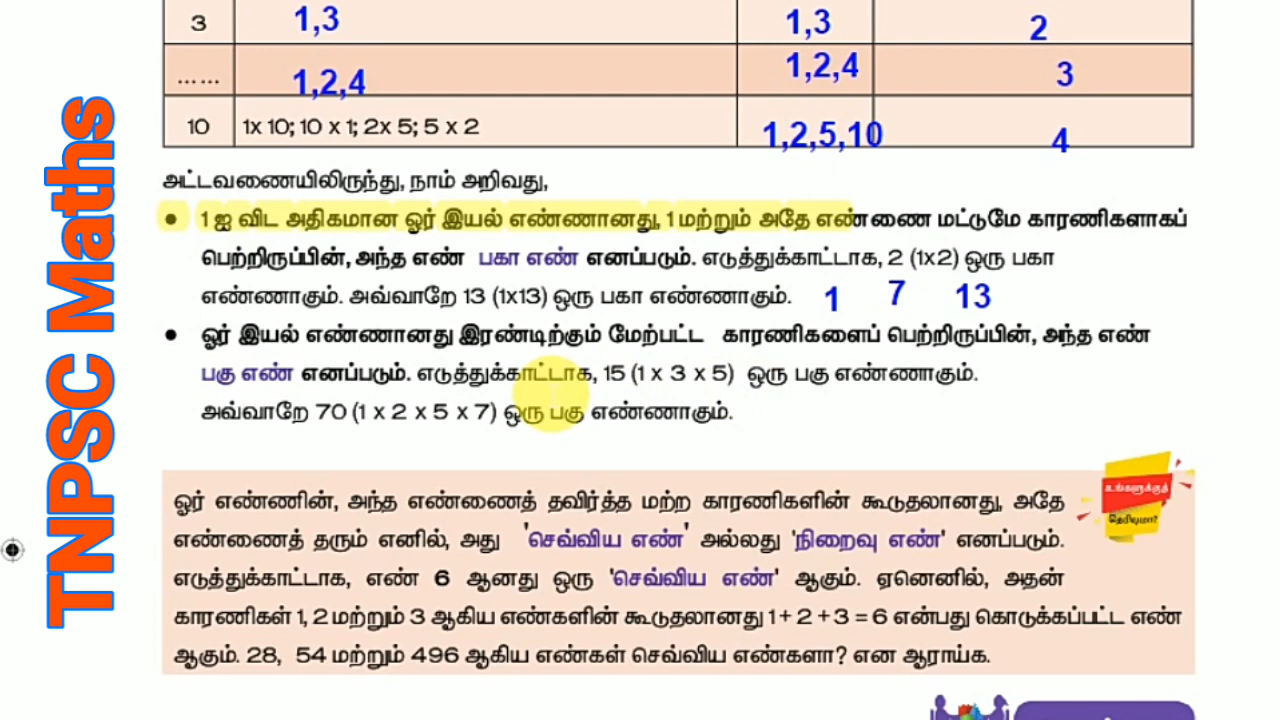 TNPSC Maths
3 1,3 1,3 2
...... 1,2,4 1,2,4 3
10 1x 10; 10 x 1; 2x 5; 5 x 2 1,2,5,10 4
அட்டவணையிலிருந்து, நாம் அறிவது,
• 1 ஐ விட அதிகமான ஓர் இயல் எண்ணானது, 1 மற்றும் அதே எண்ணை மட்டுமே காரணிகளாகப்
பெற்றிருப்பின், அந்த எண் பகா எண் எனப்படும். எடுத்துக்காட்டாக, 2 (1x2) ஒரு பகா
எண்ணாகும். அவ்வாறே 13 (1x13) ஒரு பகா எண்ணாகும். 1 7 13
• ஓர் இயல் எண்ணானது இரண்டிற்கும் மேற்பட்ட காரணிகளைப் பெற்றிருப்பின், அந்த எண்
பகு எண் எனப்படும். எடுத்துக்காட்டாக, 15 (1 x 3 x 5) ஒரு பகு எண்ணாகும்.
அவ்வாறே 70 (1 x 2 x 5 x 7) ஒரு பகு எண்ணாகும்.
உங்களுக்குத்
தெரியுமா?
ஓர் எண்ணின், அந்த எண்ணைத் தவிர்த்த மற்ற காரணிகளின் கூடுதலானது, அதே
எண்ணைத் தரும் எனில், அது 'செவ்விய எண்' அல்லது 'நிறைவு எண்' எனப்படும்.
எடுத்துக்காட்டாக, எண் 6 ஆனது ஒரு 'செவ்விய எண்' ஆகும். ஏனெனில், அதன்
காரணிகள் 1, 2 மற்றும் 3 ஆகிய எண்களின் கூடுதலானது 1+ 2 +3 = 6 என்பது கொடுக்கப்பட்ட எண்
ஆகும். 28, 54 மற்றும் 496 ஆகிய எண்கள் செவ்விய எண்களா? என ஆராய்க.